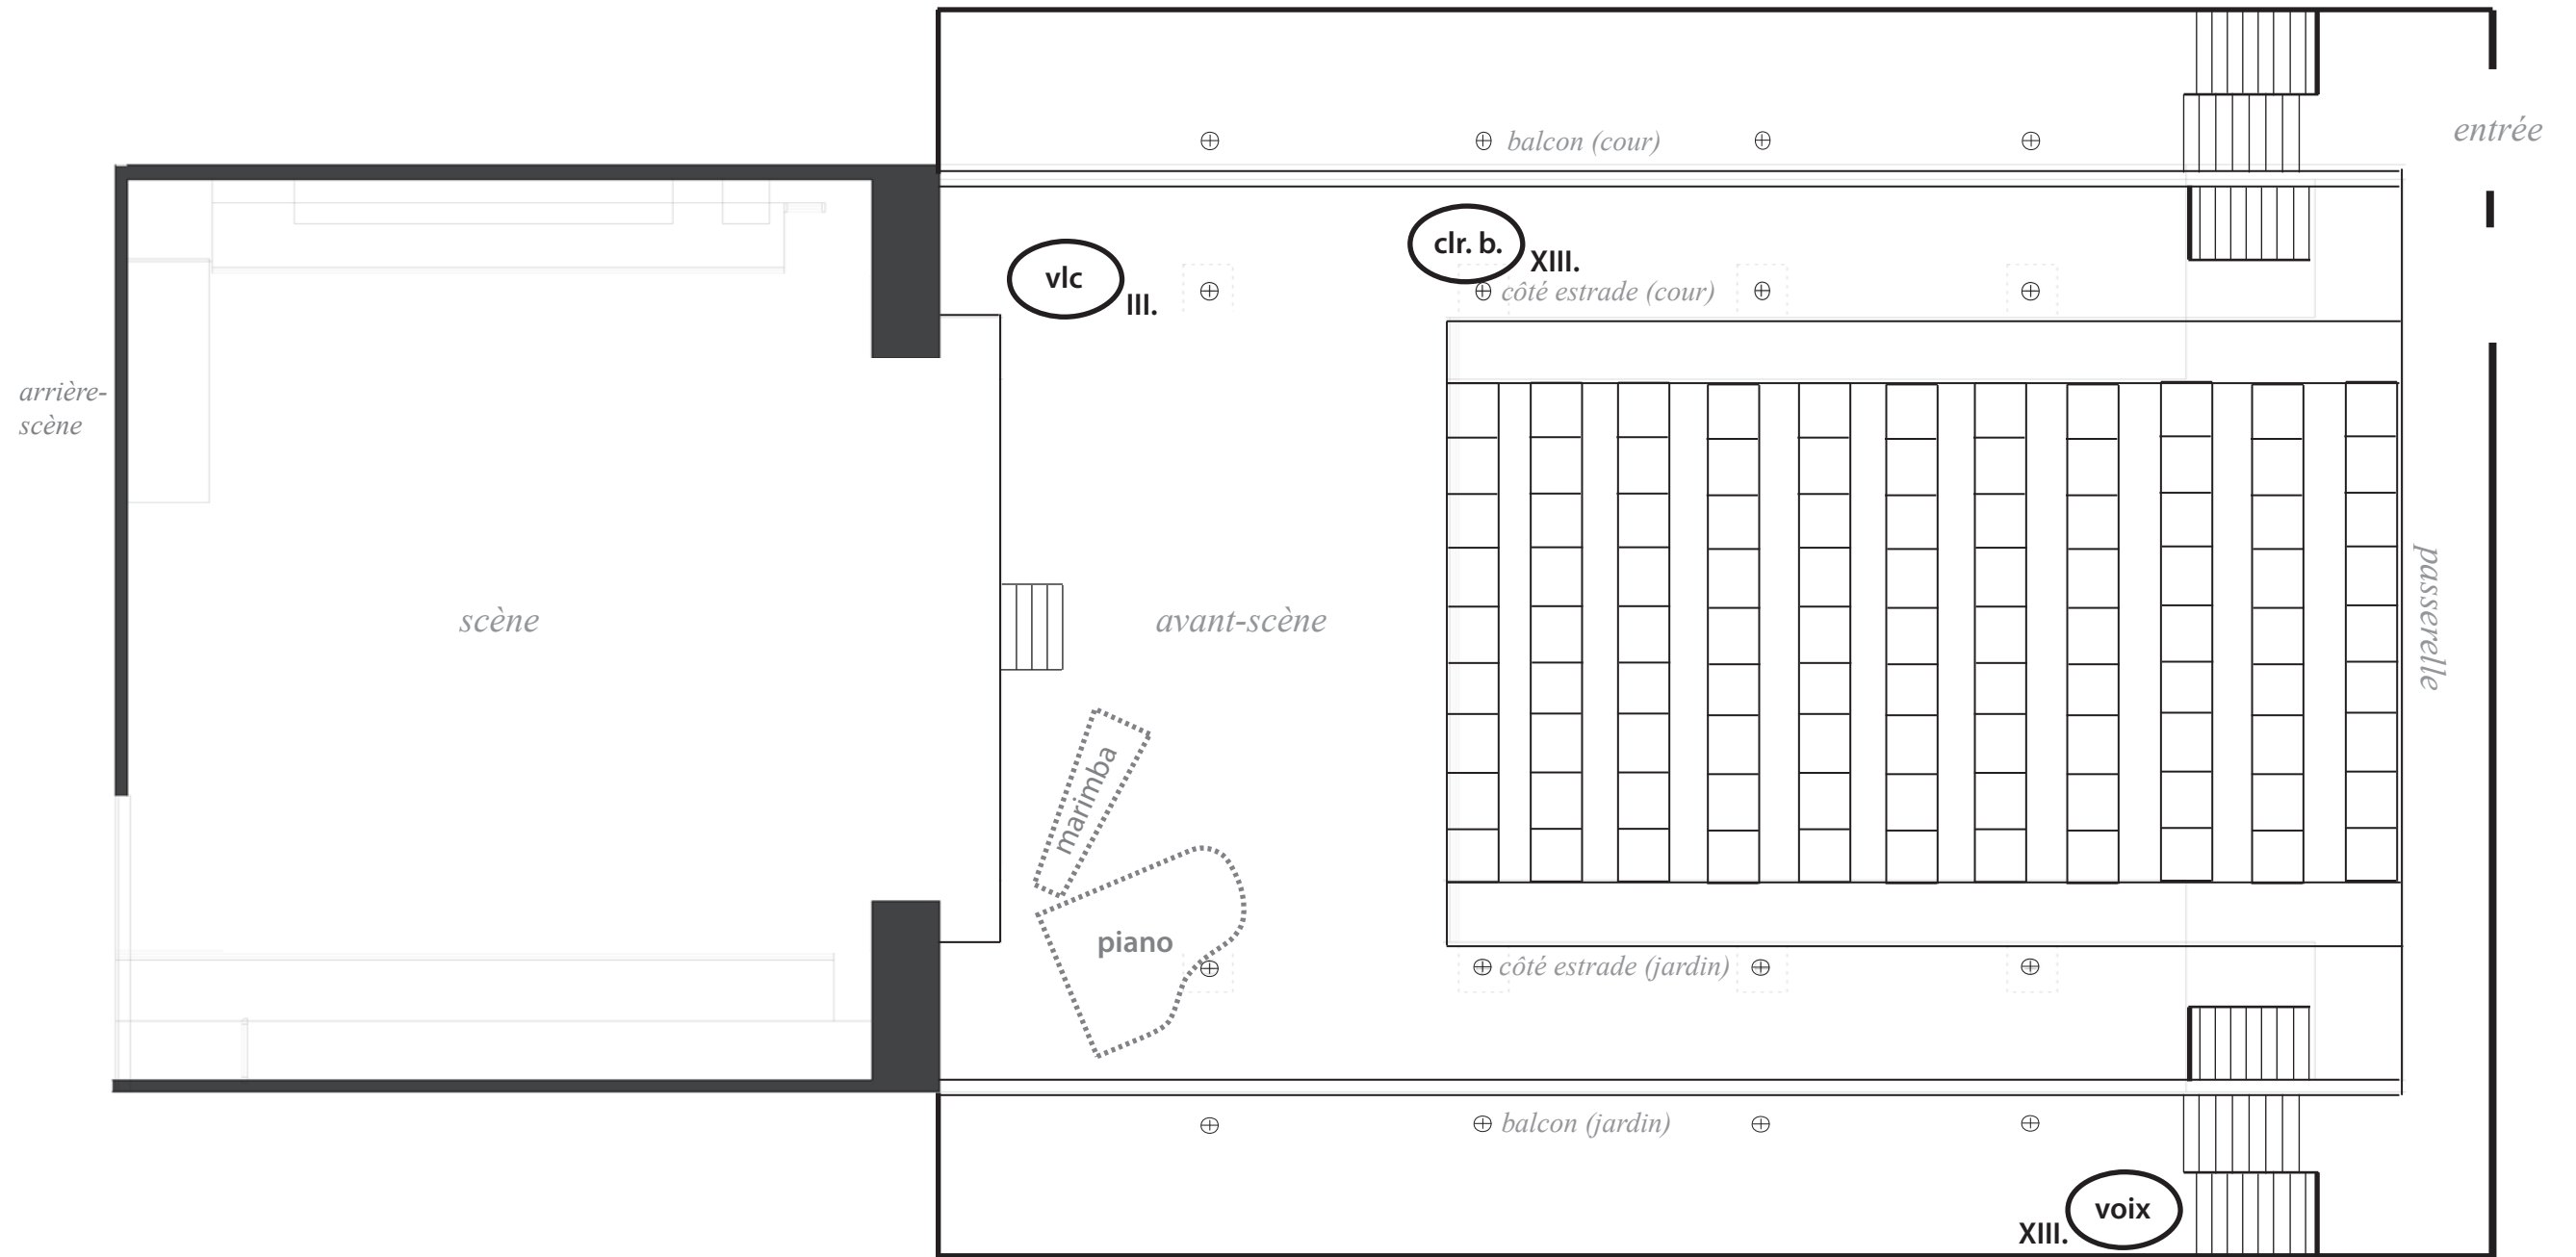 entrée
balcon (cour)
clr. b.
XIII.
vlc
III.
côté estrade (cour)
arrière-
scène
scène
avant-scène
passerelle
marimba
piano
côté estrade (jardin)
balcon (jardin)
voix
XIII.